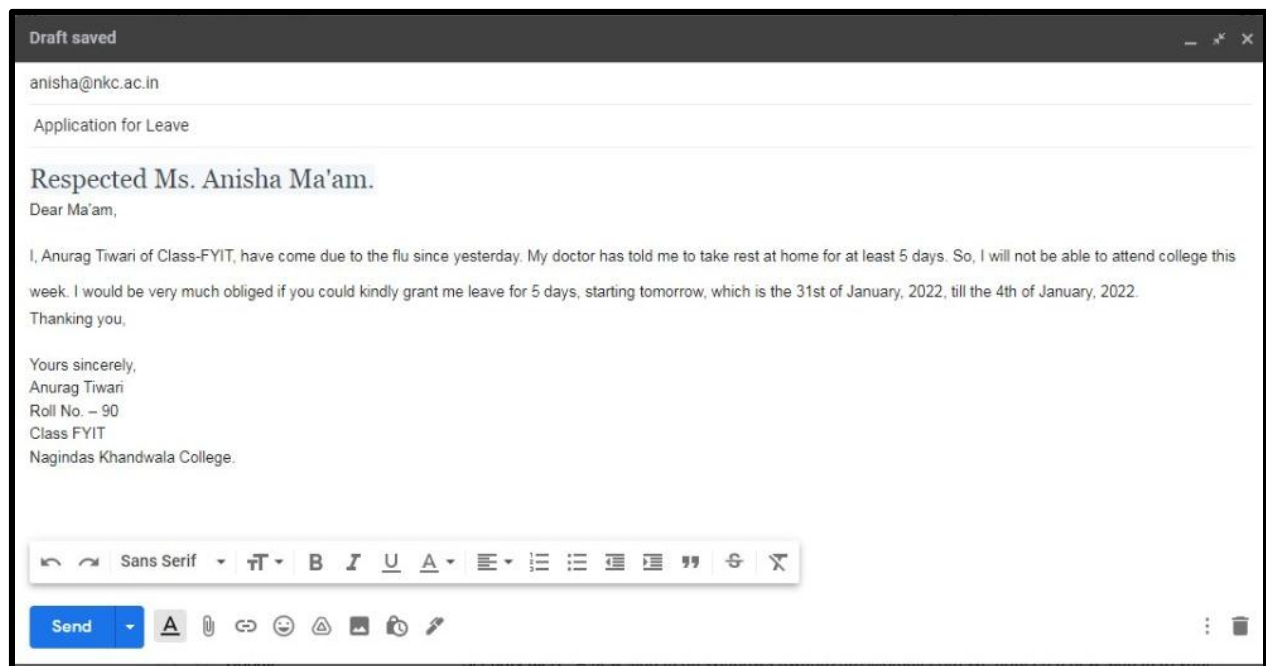 Draft saved
anisha@nkc.ac.in
Application for Leave
Respected Ms. Anisha Ma'am.
Dear Ma'am,
I, Anurag Tiwari of Class-FYIT, have come due to the flu since yesterday. My doctor has told me to take rest at home for at least 5 days. So, I will not be able to attend college this
week. I would be very much obliged if you could kindly grant me leave for 5 days, starting tomorrow, which is the 31st of January, 2022, till the 4th of January, 2022.
Thanking you,
Yours sincerely,
Anurag Tiwari
Roll No. – 90
Class FYIT
Nagindas Khandwala College.
Sans Serif
Send